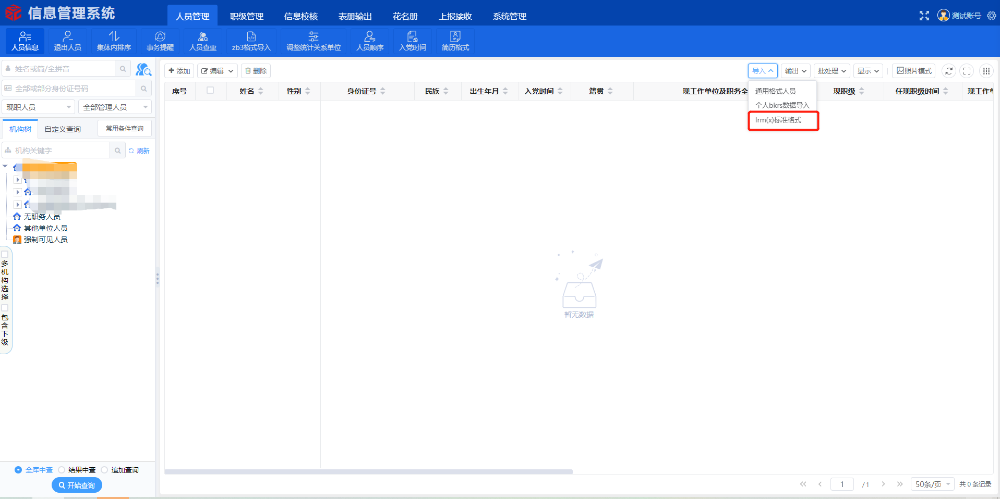 信息管理系统
人员管理 职级管理 信息校核 表册输出 花名册 上报接收 系统管理
测试账号
人员信息 退出人员 集体内排序 事务提醒 人员查重 zb3格式导入 调整统计关系单位 人员顺序 入党时间 简历格式
姓名或简/全拼音
全部或部分身份证号码
现职人员 全部管理人员
机构树 自定义查询 常用条件查询
机构关键字 刷新
无职务人员
其他单位人员
强制可见人员
多机构选择
包含下级
全库中查 结果中查 追加查询
开始查询
添加 编辑 删除
导入 输出 批处理 显示 照片模式
序号 姓名 性别 身份证号 民族 出生年月 入党时间 籍贯 现工作单位及职务全 现职级 任现职级时间 现工作单
通用格式人员
个人bkrs数据导入
lrm(x)标准格式
暂无数据
1 /1 50条/页 共 0 条记录